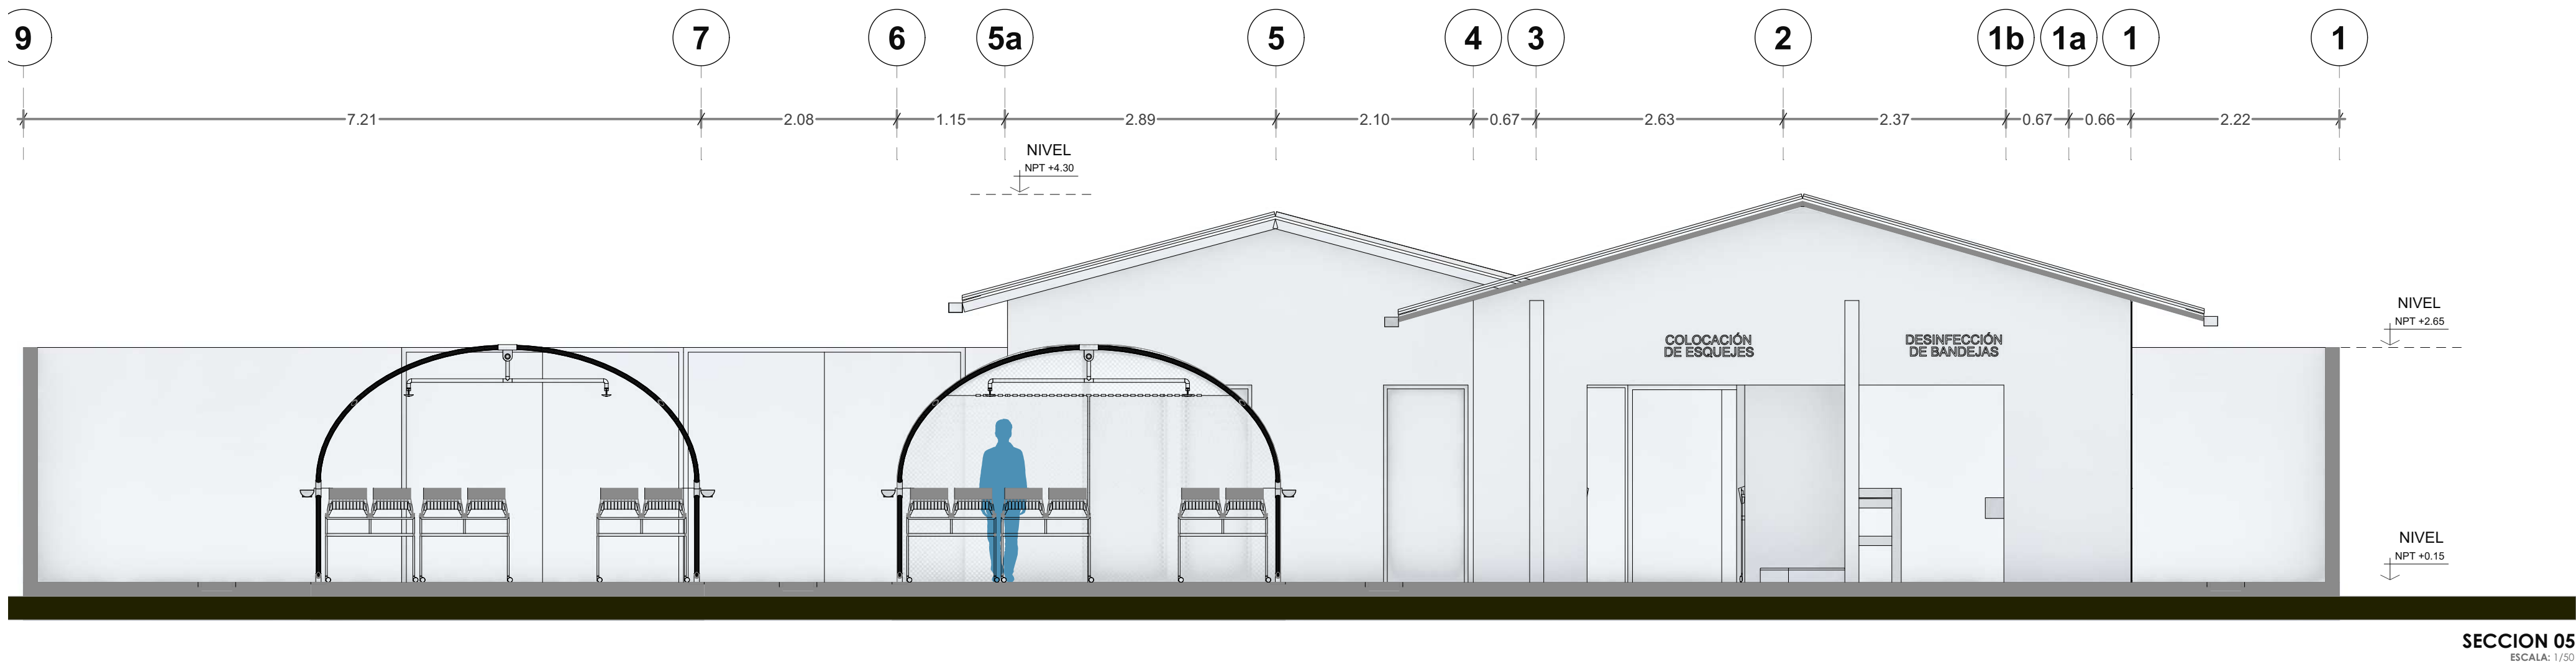 9 7 6 5a 5 4 3 2 1b 1a 1 1
7.21 2.08 1.15 2.89 2.10 0.67 2.63 2.37 0.67 0.66 2.22
NIVEL
NPT +4.30
NIVEL
NPT +2.65
COLOCACIÓN
DE ESQUEJES
DESINFECCIÓN
DE BANDEJAS
NIVEL
NPT +0.15
SECCION 05
ESCALA: 1/50